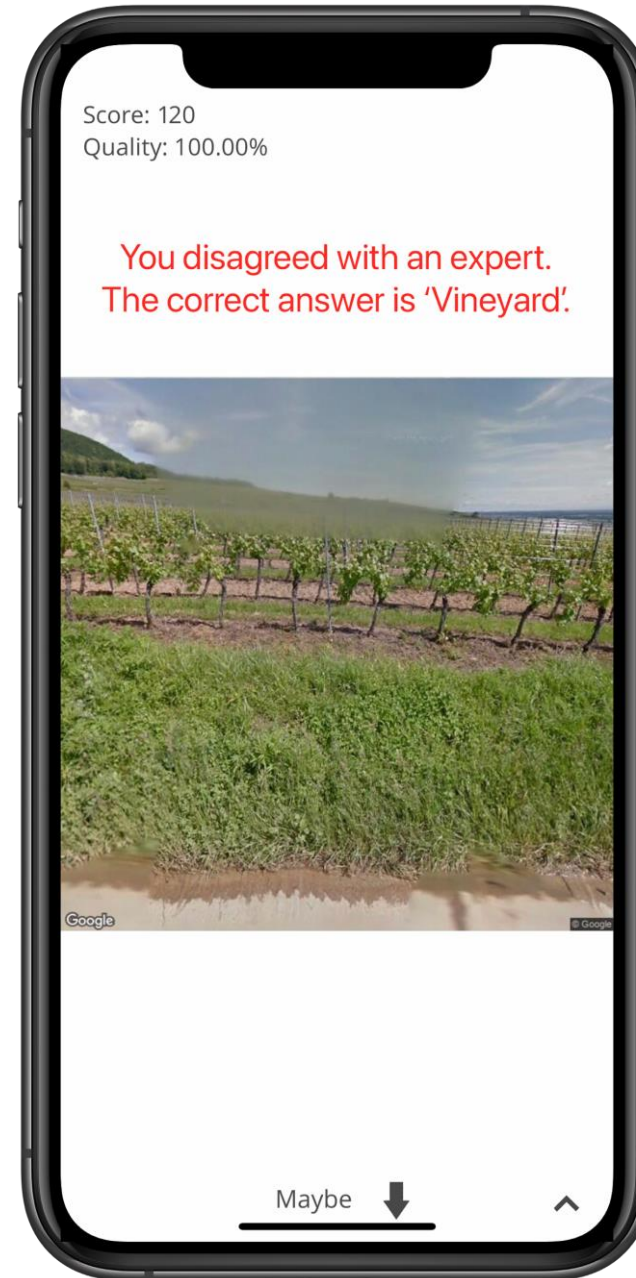 Score: 120
Quality: 100.00%
You disagreed with an expert.
The correct answer is ‘Vineyard’.
Google
© Google
Maybe